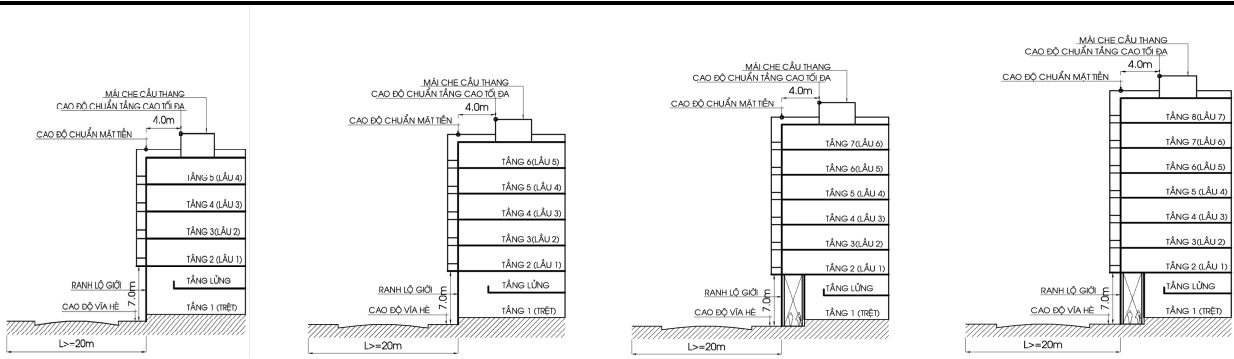 MÁI CHE CẦU THANG
CAO ĐỘ CHUẨN TẦNG CAO TỐI ĐA
4.0m
CAO ĐỘ CHUẨN MẶT TIỀN
TẦNG 5 (LẦU 4)
TẦNG 4 (LẦU 3)
TẦNG 3(LẦU 2)
TẦNG 2 (LẦU 1)
TẦNG LỬNG
RANH LỘ GIỚI
7.0m
CAO ĐỘ VỈA HÈ
TẦNG 1 (TRỆT)
L>=20m
MÁI CHE CẦU THANG
CAO ĐỘ CHUẨN TẦNG CAO TỐI ĐA
4.0m
CAO ĐỘ CHUẨN MẶT TIỀN
TẦNG 6(LẦU 5)
TẦNG 5 (LẦU 4)
TẦNG 4 (LẦU 3)
TẦNG 3(LẦU 2)
TẦNG 2 (LẦU 1)
TẦNG LỬNG
RANH LỘ GIỚI
7.0m
CAO ĐỘ VỈA HÈ
TẦNG 1 (TRỆT)
L>=20m
MÁI CHE CẦU THANG
CAO ĐỘ CHUẨN TẦNG CAO TỐI ĐA
4.0m
CAO ĐỘ CHUẨN MẶT TIỀN
TẦNG 7(LẦU 6)
TẦNG 6(LẦU 5)
TẦNG 5 (LẦU 4)
TẦNG 4 (LẦU 3)
TẦNG 3(LẦU 2)
TẦNG 2 (LẦU 1)
TẦNG LỬNG
RANH LỘ GIỚI
7.0m
CAO ĐỘ VỈA HÈ
TẦNG 1 (TRỆT)
L>=20m
MÁI CHE CẦU THANG
CAO ĐỘ CHUẨN TẦNG CAO TỐI ĐA
4.0m
CAO ĐỘ CHUẨN MẶT TIỀN
TẦNG 8(LẦU 7)
TẦNG 7(LẦU 6)
TẦNG 6(LẦU 5)
TẦNG 5 (LẦU 4)
TẦNG 4 (LẦU 3)
TẦNG 3(LẦU 2)
TẦNG 2 (LẦU 1)
TẦNG LỬNG
RANH LỘ GIỚI
7.0m
CAO ĐỘ VỈA HÈ
TẦNG 1 (TRỆT)
L>=20m